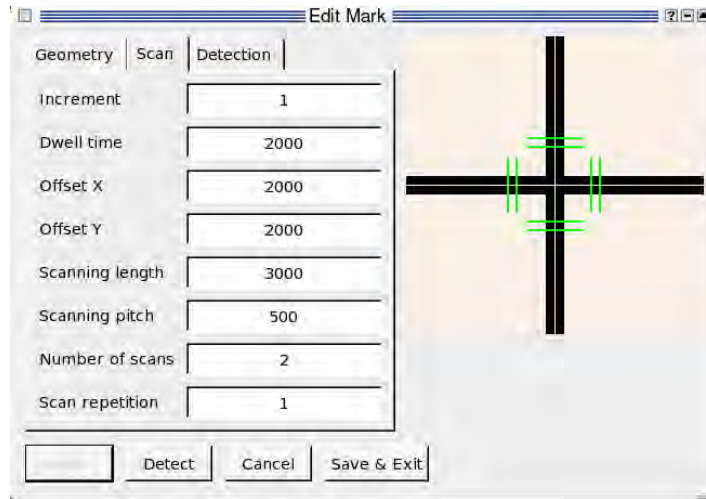 Edit Mark
Geometry Scan Detection
Increment 1
Dwell time 2000
Offset X 2000
Offset Y 2000
Scanning length 3000
Scanning pitch 500
Number of scans 2
Scan repetition 1
Detect Cancel Save & Exit